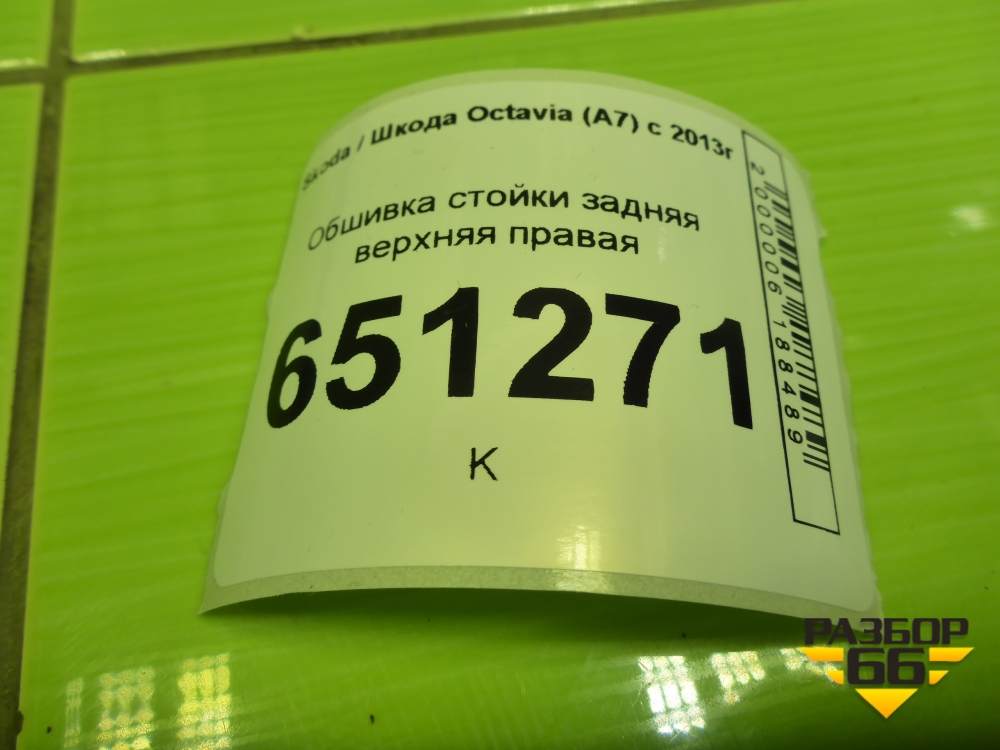 Skoda / Шкода Octavia (A7) с 2013г
Обшивка стойки задняя
верхняя правая
651271
К
2000006188489
РАЗБОР
66